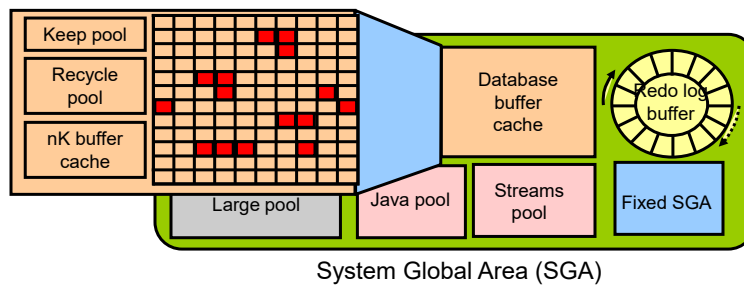 Keep pool
Recycle
pool
nK buffer
cache
Database
buffer
cache
Redo log
buffer
Large pool
Java pool
Streams
pool
Fixed SGA
System Global Area (SGA)